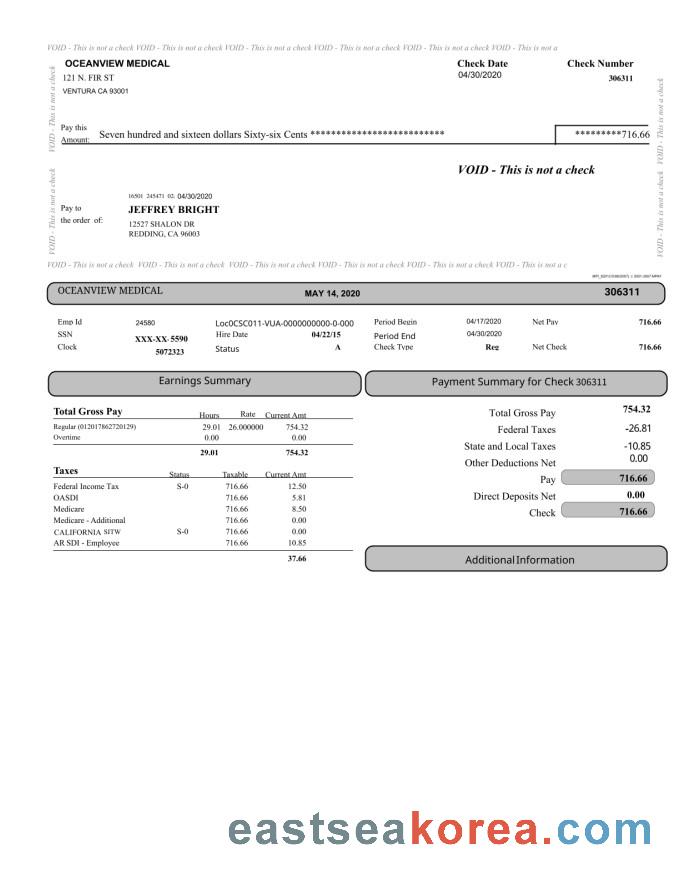 VOID - This is not a check VOID - This is not a check VOID - This is not a check VOID - This is not a check VOID - This is not a check VOID - This is not a
VOID - This is not a check
VOID - This is not a check
OCEANVIEW MEDICAL
121 N. FIR ST
VENTURA CA 93001
Check Date
04/30/2020
Check Number
306311
Pay this
Amount:
Seven hundred and sixteen dollars Sixty-six Cents **************************
*********716.66
VOID - This is not a check
16501 245471 02. 04/30/2020
Pay to
the order of:
JEFFREY BRIGHT
12527 SHALON DR
REDDING, CA 96003
VOID - This is not a check
VOID - This is not a check
VOID - This is not a check VOID - This is not a check VOID - This is not a check VOID - This is not a check VOID - This is not a check VOID - This is not a c
OCEANVIEW MEDICAL MAY 14, 2020 306311
Emp Id 24580 Loc0CSC011-VUA-0000000000-0-000 Period Begin 04/17/2020 Net Pay 716.66
SSN XXX-XX-5590 Hire Date 04/22/15 Period End 04/30/2020
Clock 5072323 Status A Check Type Reg Net Check 716.66
Earnings Summary
Total Gross Pay Hours Rate Current Amt
Regular (012017862720129) 29.01 26.000000 754.32
Overtime 0.00 0.00
29.01 754.32
Taxes Status Taxable Current Amt
Federal Income Tax S-0 716.66 12.50
OASDI 716.66 5.81
Medicare 716.66 8.50
Medicare - Additional 716.66 0.00
CALIFORNIA SITW S-0 716.66 0.00
AR SDI - Employee 716.66 10.85
37.66
Payment Summary for Check 306311
Total Gross Pay 754.32
Federal Taxes -26.81
State and Local Taxes -10.85
Other Deductions Net 0.00
Pay 716.66
Direct Deposits Net 0.00
Check 716.66
Additional Information
eastseakorea.com